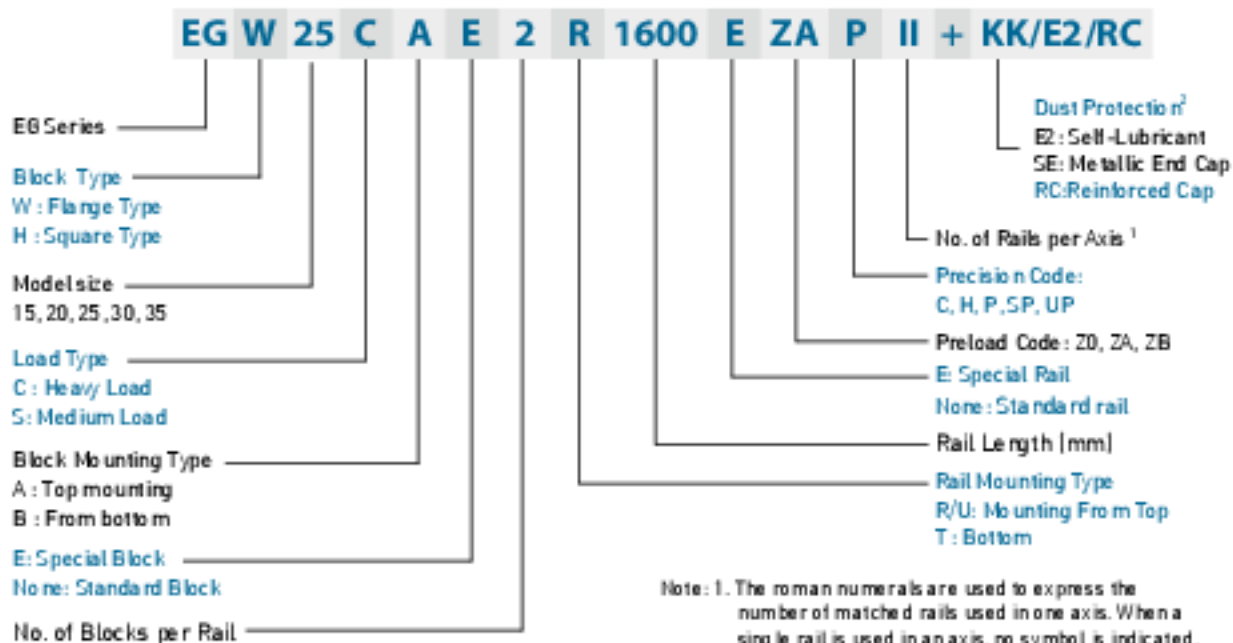 EG W 25 C A E 2 R 1600 E ZA P II + KK/E2/RC
EG Series
Block Type
W : Flange Type
H : Square Type
Model size
15, 20, 25, 30, 35
Load Type
C : Heavy Load
S: Medium Load
Block Mounting Type
A : Top mounting
B : From bottom
E: Special Block
None: Standard Block
No. of Blocks per Rail
Dust Protection²
E2: Self-Lubricant
SE: Metallic End Cap
RC:Reinforced Cap
No. of Rails per Axis ¹
Precision Code:
C, H, P, SP, UP
Preload Code: Z0, ZA, ZB
E: Special Rail
None: Standard rail
Rail Length [mm]
Rail Mounting Type
R/U: Mounting From Top
T : Bottom
Note: 1. The roman numerals are used to express the
number of matched rails used in one axis. When a
single rail is used in an axis, no symbol is indicated.